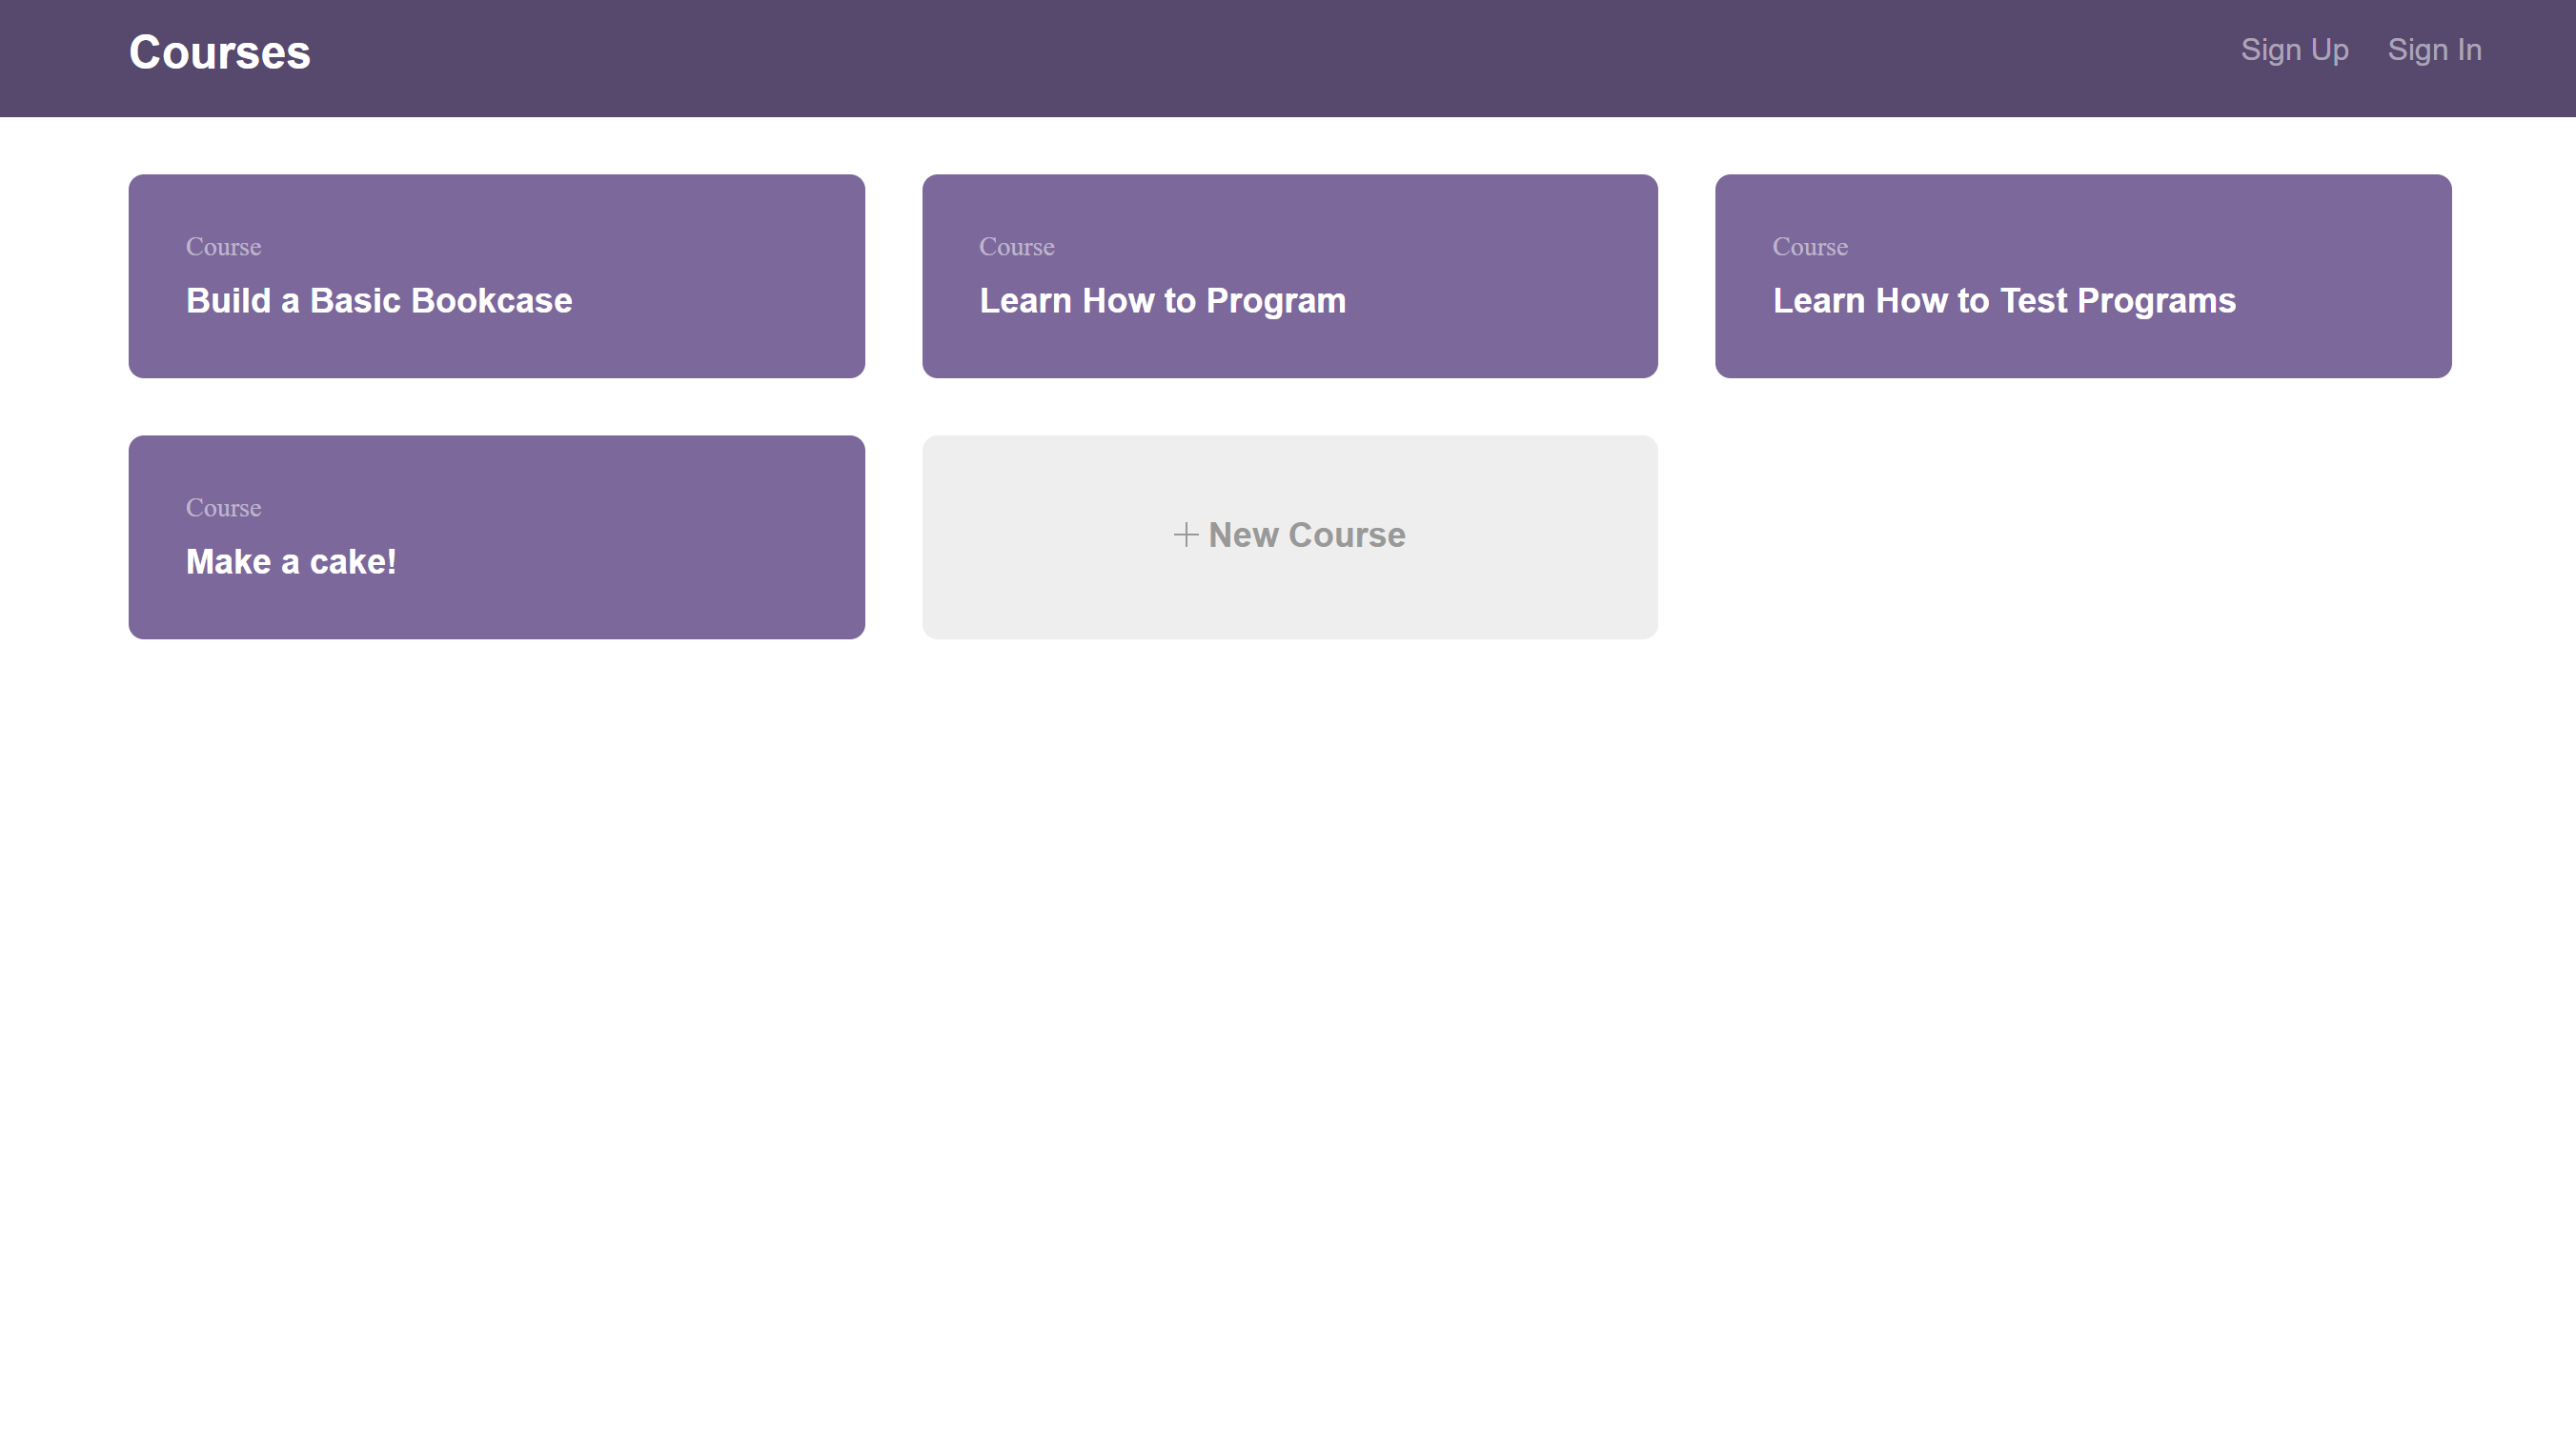 Courses
Sign Up Sign In
Course
Build a Basic Bookcase
Course
Learn How to Program
Course
Learn How to Test Programs
Course
Make a cake!
+ New Course